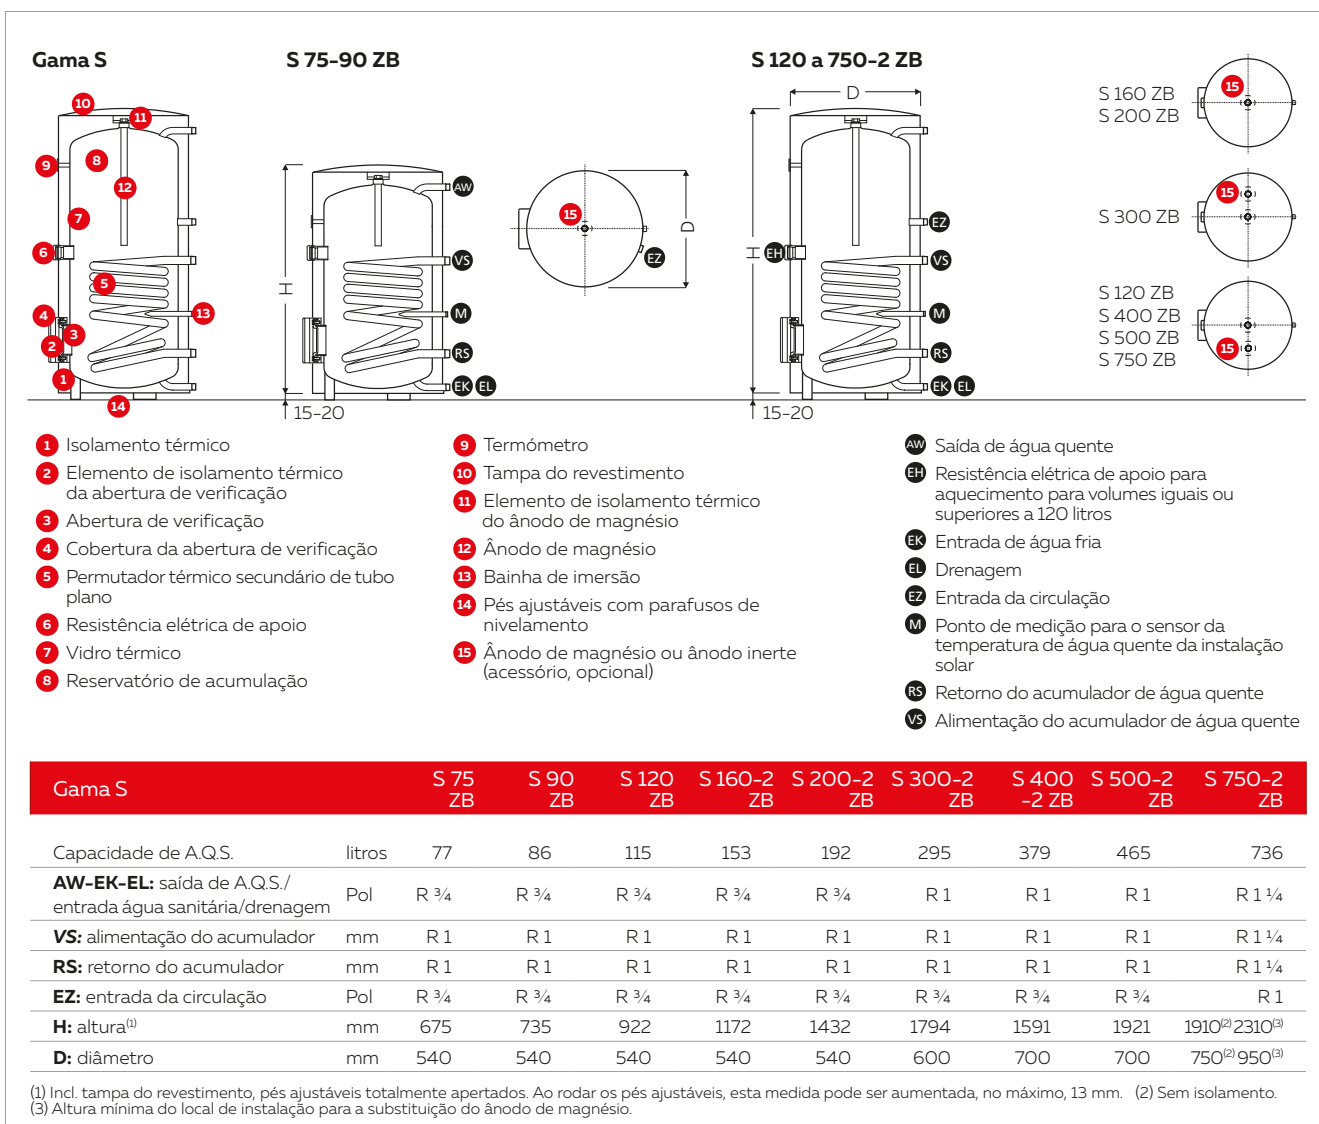 Gama S
S 75-90 ZB
S 120 a 750-2 ZB
10
11
9
8
12
7
6
5
4
3
13
2
1
14
H
15-20
AW
VS
M
RS
EK
EL
15
EZ
D
D
H
15-20
EH
EZ
VS
M
RS
EK
EL
S 160 ZB
S 200 ZB
15
S 300 ZB
15
S 120 ZB
S 400 ZB
S 500 ZB
S 750 ZB
15
1 Isolamento térmico
2 Elemento de isolamento térmico
da abertura de verificação
3 Abertura de verificação
4 Cobertura da abertura de verificação
5 Permutador térmico secundário de tubo
plano
6 Resistência elétrica de apoio
7 Vidro térmico
8 Reservatório de acumulação
9 Termómetro
10 Tampa do revestimento
11 Elemento de isolamento térmico
do ânodo de magnésio
12 Ânodo de magnésio
13 Bainha de imersão
14 Pés ajustáveis com parafusos de
nivelamento
15 Ânodo de magnésio ou ânodo inerte
(acessório, opcional)
AW Saída de água quente
EH Resistência elétrica de apoio para
aquecimento para volumes iguais ou
superiores a 120 litros
EK Entrada de água fria
EL Drenagem
EZ Entrada da circulação
M Ponto de medição para o sensor da
temperatura de água quente da instalação
solar
RS Retorno do acumulador de água quente
VS Alimentação do acumulador de água quente
Gama S S 75 ZB S 90 ZB S 120 ZB S 160-2 ZB S 200-2 ZB S 300-2 ZB S 400 -2 ZB S 500-2 ZB S 750-2 ZB
Capacidade de A.Q.S. litros 77 86 115 153 192 295 379 465 736
AW-EK-EL: saída de A.Q.S./
entrada água sanitária/drenagem Pol R ¾ R ¾ R ¾ R ¾ R ¾ R 1 R 1 R 1 R 1 ¼
VS: alimentação do acumulador mm R 1 R 1 R 1 R 1 R 1 R 1 R 1 R 1 R 1 ¼
RS: retorno do acumulador mm R 1 R 1 R 1 R 1 R 1 R 1 R 1 R 1 R 1 ¼
EZ: entrada da circulação Pol R ¾ R ¾ R ¾ R ¾ R ¾ R ¾ R ¾ R ¾ R 1
H: altura(1) mm 675 735 922 1172 1432 1794 1591 1921 1910(2) 2310(3)
D: diâmetro mm 540 540 540 540 540 600 700 700 750(2) 950(3)
(1) Incl. tampa do revestimento, pés ajustáveis totalmente apertados. Ao rodar os pés ajustáveis, esta medida pode ser aumentada, no máximo, 13 mm. (2) Sem isolamento.
(3) Altura mínima do local de instalação para a substituição do ânodo de magnésio.